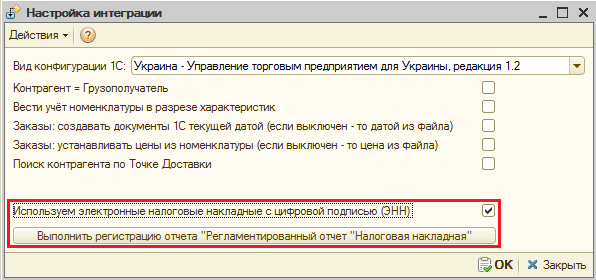 Настройка интеграции
Действия
Вид конфигурации 1С: Украина - Управление торговым предприятием для Украины, редакция 1.2
Контрагент = Грузополучатель
Вести учёт номенклатуры в разрезе характеристик
Заказы: создавать документы 1С текущей датой (если выключен - то датой из файла)
Заказы: устанавливать цены из номенклатуры (если выключен - то цена из файла)
Поиск контрагента по Точке Доставки
Используем электронные налоговые накладные с цифровой подписью (ЭНН)
Выполнить регистрацию отчета "Регламентированный отчет "Налоговая накладная"
OK Закрыть